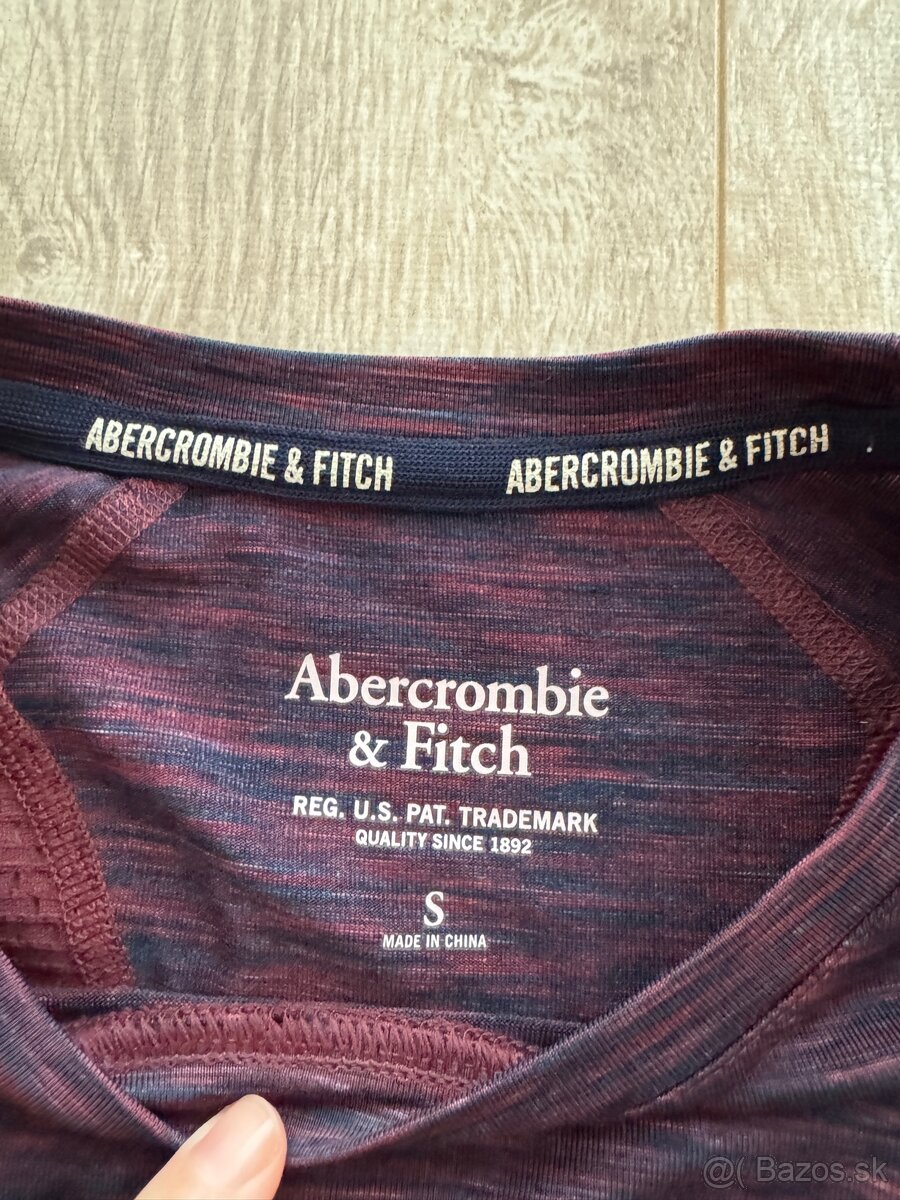 ABERCROMBIE & FITCH ABERCROMBIE & FITCH
Abercrombie
& Fitch
REG. U.S. PAT. TRADEMARK
QUALITY SINCE 1892
S
MADE IN CHINA
@( Bazos.sk